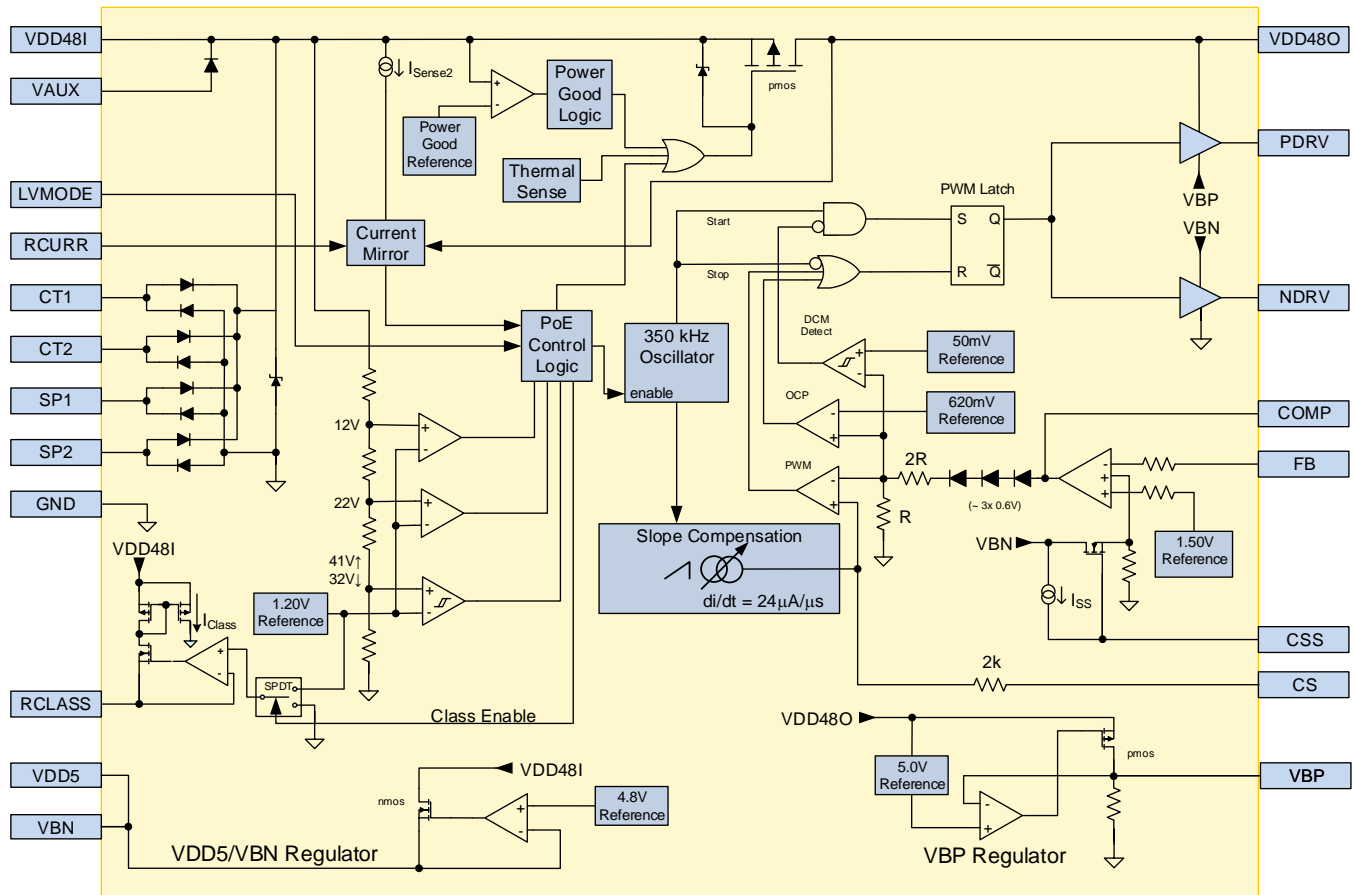 VDD48I
VAUX
LVMODE
RCURR
CT1
CT2
SP1
SP2
GND
RCLASS
VDD5
VBN
VDD48O
PDRV
NDRV
COMP
FB
CSS
CS
VBP
ISense2
Power
Good
Logic
Power
Good
Reference
+
-
Thermal
Sense
pmos
Current
Mirror
PoE
Control
Logic
350 kHz
Oscillator
enable
Start
Stop
PWM Latch
S Q
R Q
VBP
VBN
DCM
Detect
50mV
Reference
+
-
OCP
620mV
Reference
-
+
PWM
-
+
2R
R
(~ 3x 0.6V)
-
+
+
1.50V
Reference
VBN
ISS
Slope Compensation
di/dt = 24µA/µs
2k
12V
+
-
22V
+
-
41V↑
32V↓
+
-
1.20V
Reference
VDD48I
IClass
+
-
SPDT
Class Enable
VDD48I
nmos
+
-
4.8V
Reference
VDD5/VBN Regulator
VDD48O
5.0V
Reference
-
+
pmos
VBP Regulator